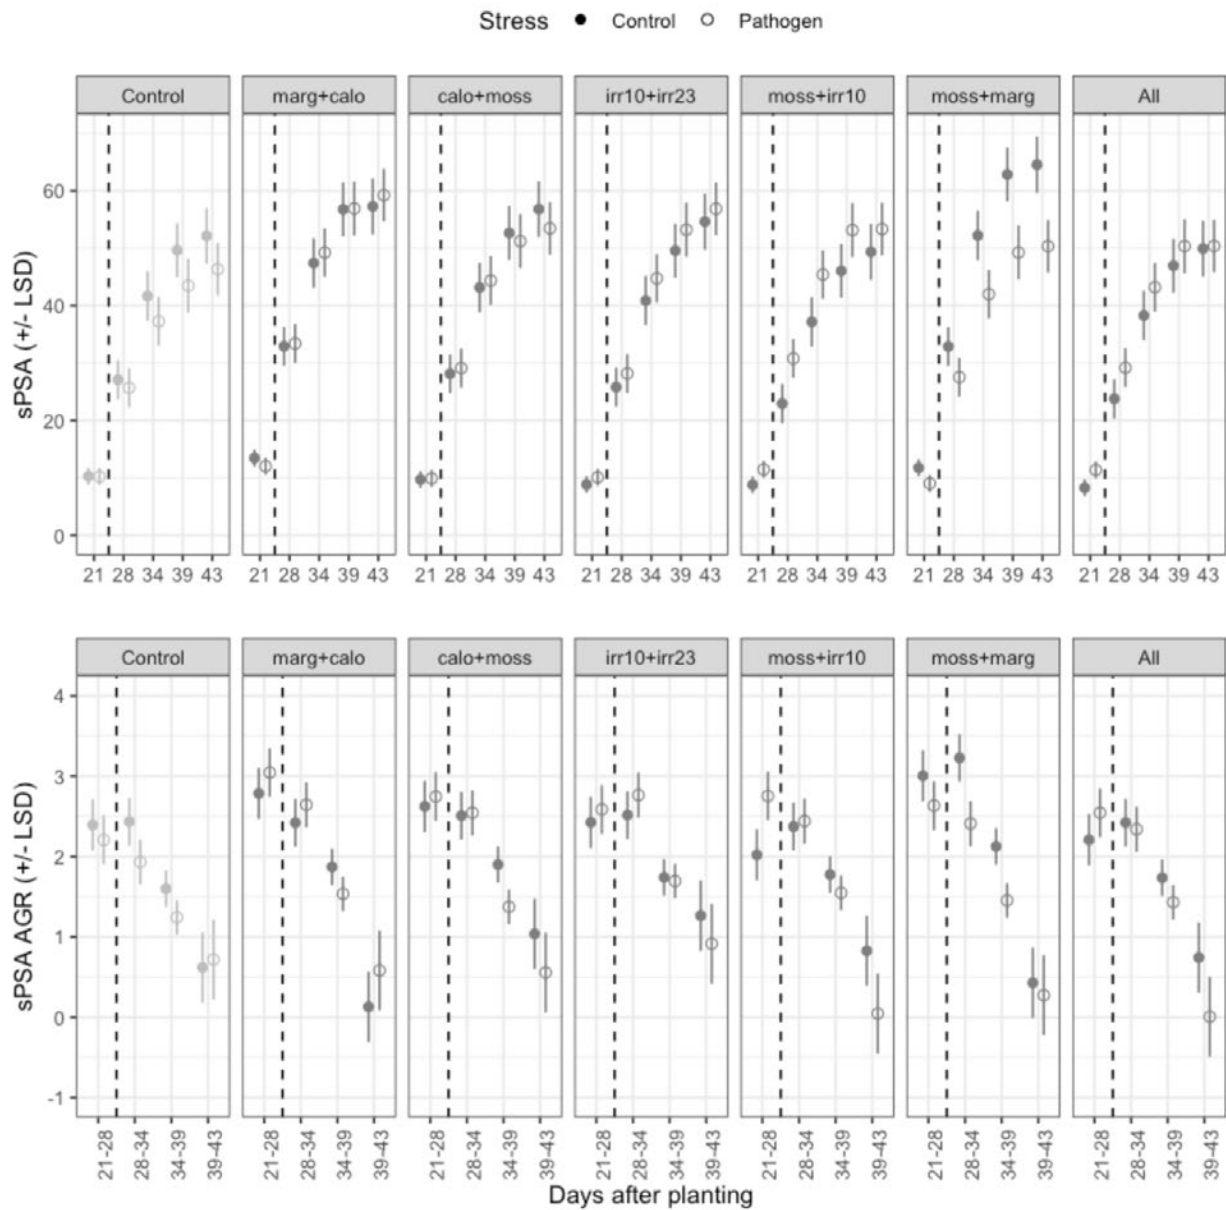 Stress Control Pathogen
Control marg+calo calo+moss irr10+irr23 moss+irr10 moss+marg All
sPSA (+/- LSD)
60
40
20
0
21 28 34 39 43 21 28 34 39 43 21 28 34 39 43 21 28 34 39 43 21 28 34 39 43 21 28 34 39 43 21 28 34 39 43
Control marg+calo calo+moss irr10+irr23 moss+irr10 moss+marg All
sPSA AGR (+/- LSD)
4
3
2
1
0
-1
21-28 28-34 34-39 39-43 21-28 28-34 34-39 39-43 21-28 28-34 34-39 39-43 21-28 28-34 34-39 39-43 21-28 28-34 34-39 39-43 21-28 28-34 34-39 39-43 21-28 28-34 34-39 39-43
Days after planting